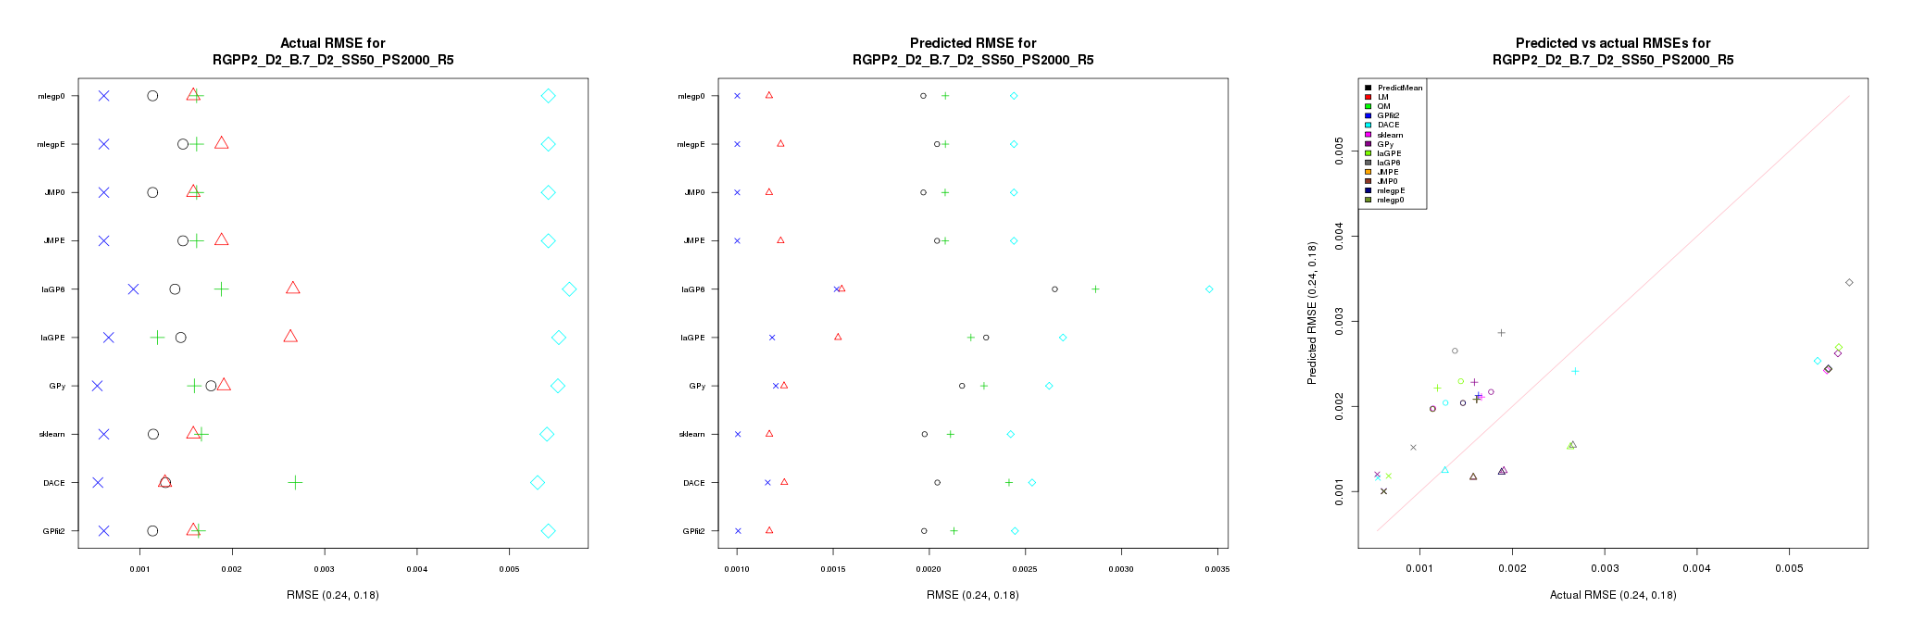 Actual RMSE for
RGPP2_D2_B.7_D2_SS50_PS2000_R5
mlegp0
mlegpE
JMP0
JMPE
laGP6
laGPE
GPy
sklearn
DACE
GPfit2
0.001 0.002 0.003 0.004 0.005
RMSE (0.24, 0.18)
Predicted RMSE for
RGPP2_D2_B.7_D2_SS50_PS2000_R5
mlegp0
mlegpE
JMP0
JMPE
laGP6
laGPE
GPy
sklearn
DACE
GPfit2
0.0010 0.0015 0.0020 0.0025 0.0030 0.0035
RMSE (0.24, 0.18)
Predicted vs actual RMSEs for
RGPP2_D2_B.7_D2_SS50_PS2000_R5
PredictMean
LM
QM
GPfit2
DACE
sklearn
GPy
laGPE
laGP6
JMPE
JMP0
mlegpE
mlegp0
Predicted RMSE (0.24, 0.18)
0.005
0.004
0.003
0.002
0.001
0.001 0.002 0.003 0.004 0.005
Actual RMSE (0.24, 0.18)